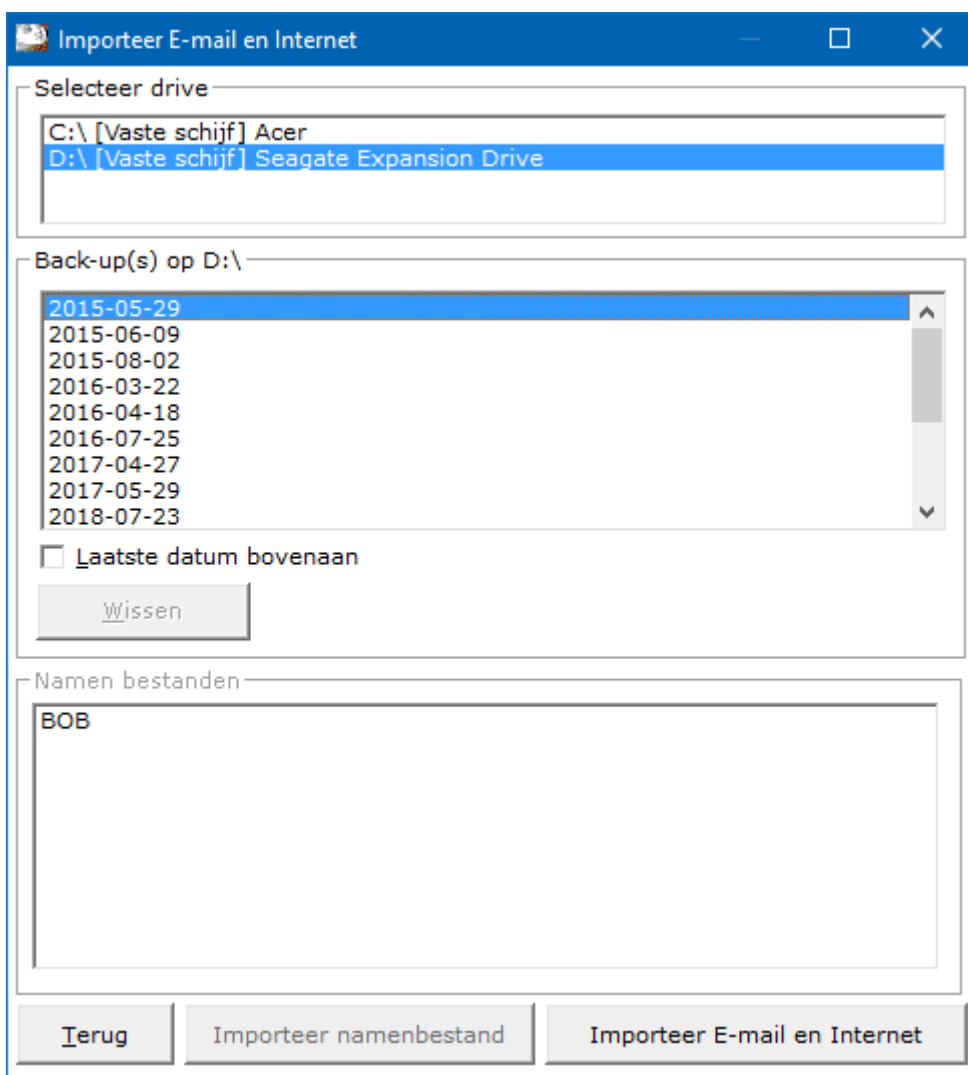 Importeer E-mail en Internet
Selecteer drive
C:\ [Vaste schijf] Acer
D:\ [Vaste schijf] Seagate Expansion Drive
Back-up(s) op D:\
2015-05-29
2015-06-09
2015-08-02
2016-03-22
2016-04-18
2016-07-25
2017-04-27
2017-05-29
2018-07-23
Laatste datum bovenaan
Wissen
Namen bestanden
BOB
Terug Importeer namenbestand Importeer E-mail en Internet